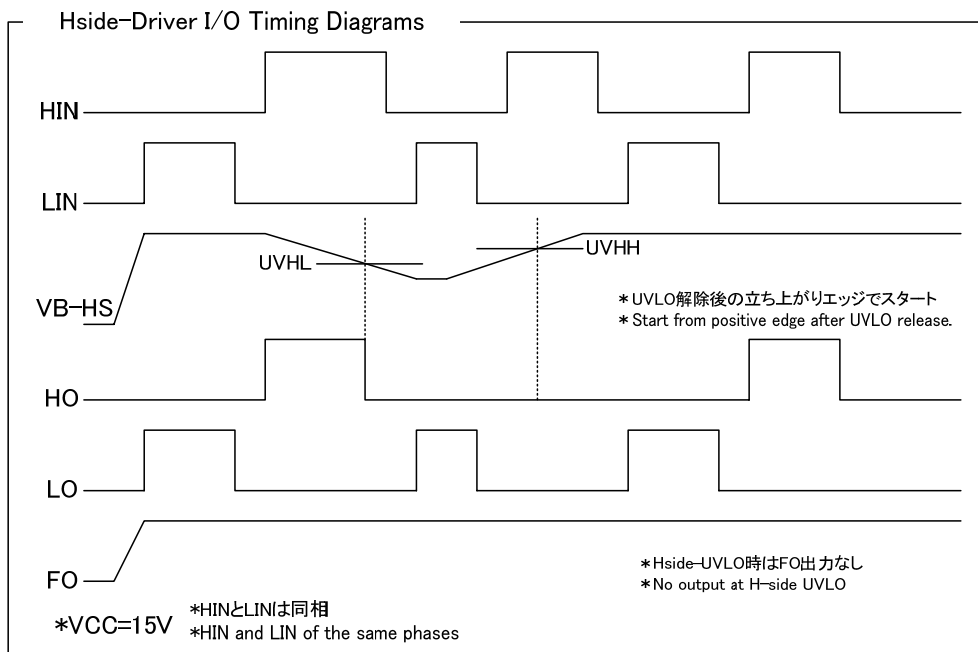 Hside-Driver I/O Timing Diagrams
HIN
LIN
UVHL
UVHH
VB-HS
*UVLO解除後の立ち上がりエッジでスタート
*Start from positive edge after UVLO release.
HO
LO
FO
*Hside-UVLO時はFO出力なし
*No output at H-side UVLO
*VCC=15V
*HINとLINは同相
*HIN and LIN of the same phases